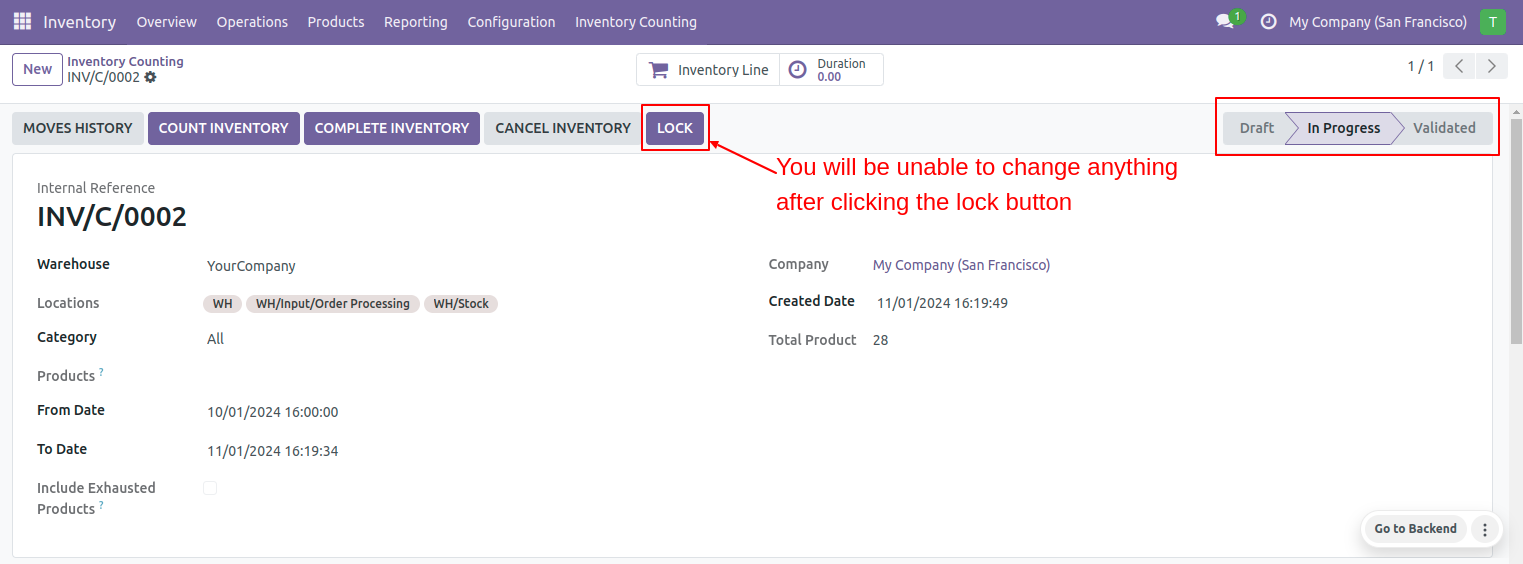 Inventory Overview Operations Products Reporting Configuration Inventory Counting 1 My Company (San Francisco) T
New Inventory Counting Inventory Line Duration 1 / 1
INV/C/0002 0.00
MOVES HISTORY COUNT INVENTORY COMPLETE INVENTORY CANCEL INVENTORY LOCK Draft In Progress Validated
You will be unable to change anything
after clicking the lock button
Internal Reference
INV/C/0002
Warehouse YourCompany Company My Company (San Francisco)
Locations WH WH/Input/Order Processing WH/Stock Created Date 11/01/2024 16:19:49
Category All Total Product 28
Products ?
From Date 10/01/2024 16:00:00
To Date 11/01/2024 16:19:34
Include Exhausted
Products ?
Go to Backend